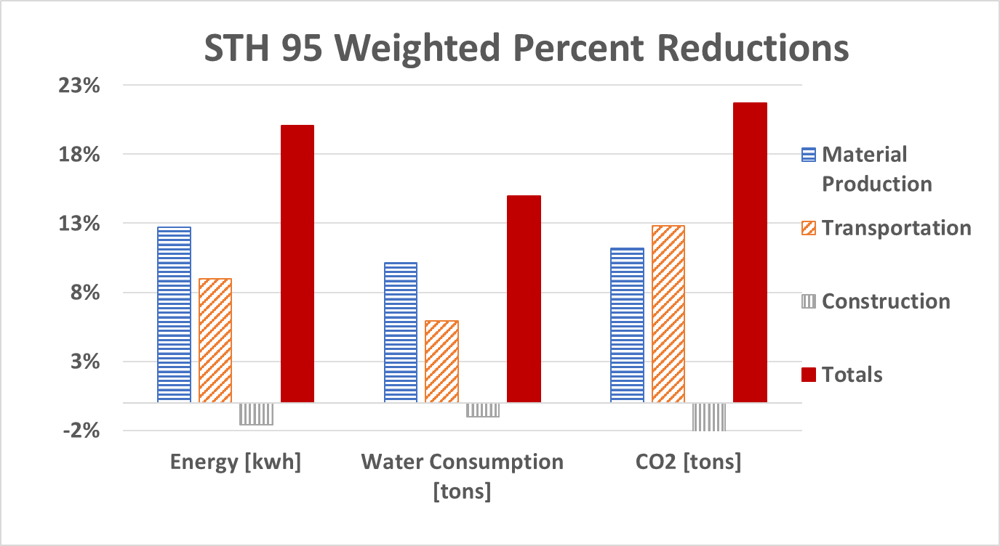 STH 95 Weighted Percent Reductions
23%
18%
13%
8%
3%
-2%
Energy [kwh]
Water Consumption
[tons]
CO2 [tons]
Material
Production
Transportation
Construction
Totals